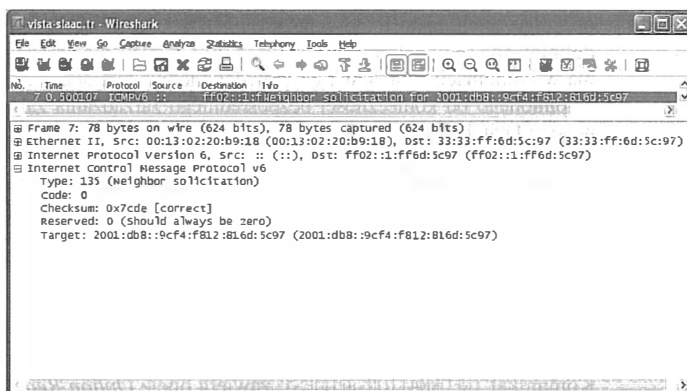 vista-slaac.tr - Wireshark
File Edit View Go Capture Analyze Statistics Telephony Tools Help
No. Time Protocol Source Destination Info
7 0.500107 ICMPv6 :: ff02::1:f Neighbor solicitation for 2001:db8::9cf4:f812:816d:5c97
Frame 7: 78 bytes on wire (624 bits), 78 bytes captured (624 bits)
Ethernet II, Src: 00:13:02:20:b9:18 (00:13:02:20:b9:18), Dst: 33:33:ff:6d:5c:97 (33:33:ff:6d:5c:97)
Internet Protocol Version 6, Src: :: (::), Dst: ff02::1:ff6d:5c97 (ff02::1:ff6d:5c97)
Internet Control Message Protocol v6
Type: 135 (Neighbor solicitation)
Code: 0
Checksum: 0x7cde [correct]
Reserved: 0 (Should always be zero)
Target: 2001:db8::9cf4:f812:816d:5c97 (2001:db8::9cf4:f812:816d:5c97)